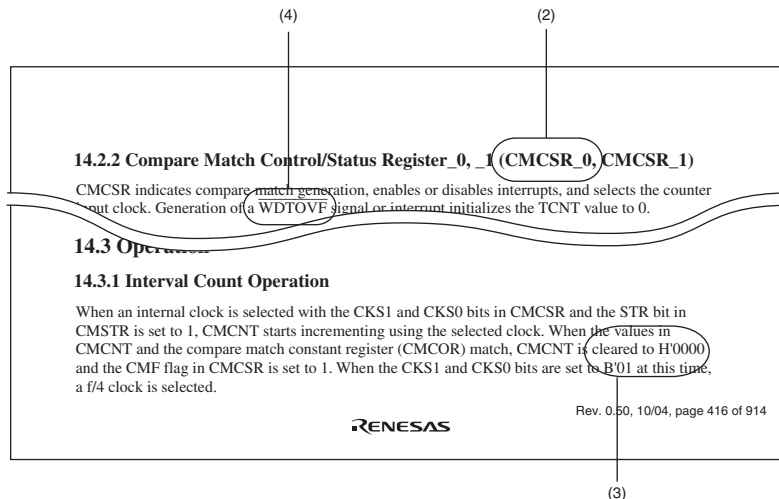 (4) (2)
14.2.2 Compare Match Control/Status Register_0, _1 (CMCSR_0, CMCSR_1)
CMCSR indicates compare match generation, enables or disables interrupts, and selects the counter
input clock. Generation of a WDTOVF signal or interrupt initializes the TCNT value to 0.
14.3 Operation
14.3.1 Interval Count Operation
When an internal clock is selected with the CKS1 and CKS0 bits in CMCSR and the STR bit in
CMSTR is set to 1, CMCNT starts incrementing using the selected clock. When the values in
CMCNT and the compare match constant register (CMCOR) match, CMCNT is cleared to H'0000
and the CMF flag in CMCSR is set to 1. When the CKS1 and CKS0 bits are set to B'01 at this time,
a f/4 clock is selected.
Rev. 0.50, 10/04, page 416 of 914
RENESAS
(3)